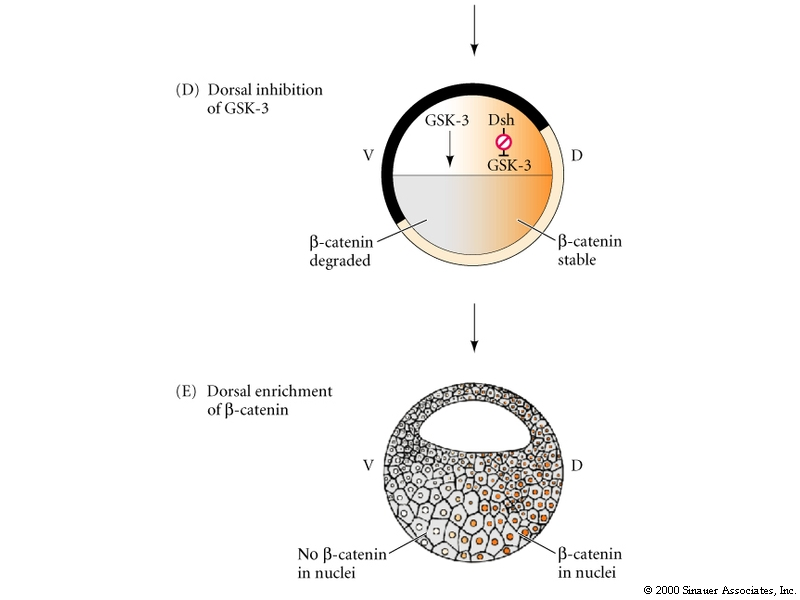 (D) Dorsal inhibition
of GSK-3
GSK-3 Dsh
GSK-3
V
D
β-catenin
degraded
β-catenin
stable
(E) Dorsal enrichment
of β-catenin
V
D
No β-catenin
in nuclei
β-catenin
in nuclei
© 2000 Sinauer Associates, Inc.